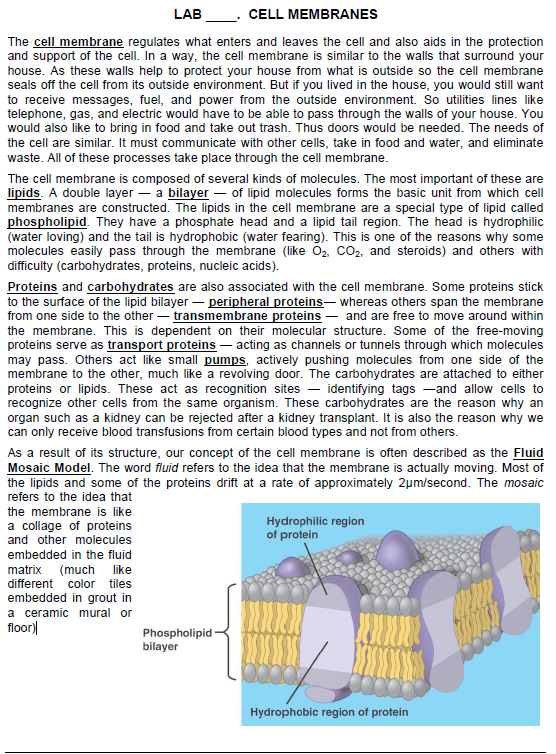 LAB ____.  CELL MEMBRANES
The cell membrane regulates what enters and leaves the cell and also aids in the protection
and support of the cell. In a way, the cell membrane is similar to the walls that surround your
house. As these walls help to protect your house from what is outside so the cell membrane
seals off the cell from its outside environment. But if you lived in the house, you would still want
to receive messages, fuel, and power from the outside environment. So utilities lines like
telephone, gas, and electric would have to be able to pass through the walls of your house. You
would also like to bring in food and take out trash. Thus doors would be needed. The needs of
the cell are similar. It must communicate with other cells, take in food and water, and eliminate
waste. All of these processes take place through the cell membrane.
The cell membrane is composed of several kinds of molecules. The most important of these are
lipids. A double layer — a bilayer — of lipid molecules forms the basic unit from which cell
membranes are constructed. The lipids in the cell membrane are a special type of lipid called
phospholipid. They have a phosphate head and a lipid tail region. The head is hydrophilic
(water loving) and the tail is hydrophobic (water fearing). This is one of the reasons why some
molecules easily pass through the membrane (like O₂, CO₂, and steroids) and others with
difficulty (carbohydrates, proteins, nucleic acids).
Proteins and carbohydrates are also associated with the cell membrane. Some proteins stick
to the surface of the lipid bilayer — peripheral proteins— whereas others span the membrane
from one side to the other — transmembrane proteins — and are free to move around within
the membrane. This is dependent on their molecular structure. Some of the free-moving
proteins serve as transport proteins — acting as channels or tunnels through which molecules
may pass. Others act like small pumps, actively pushing molecules from one side of the
membrane to the other, much like a revolving door. The carbohydrates are attached to either
proteins or lipids. These act as recognition sites — identifying tags —and allow cells to
recognize other cells from the same organism. These carbohydrates are the reason why an
organ such as a kidney can be rejected after a kidney transplant. It is also the reason why we
can only receive blood transfusions from certain blood types and not from others.
As a result of its structure, our concept of the cell membrane is often described as the Fluid
Mosaic Model. The word fluid refers to the idea that the membrane is actually moving. Most of
the lipids and some of the proteins drift at a rate of approximately 2µm/second. The mosaic
refers to the idea that
the membrane is like
a collage of proteins
and other molecules
embedded in the fluid
matrix (much like
different color tiles
embedded in grout in
a ceramic mural or
floor)
Hydrophilic region
of protein
Phospholipid
bilayer
Hydrophobic region of protein